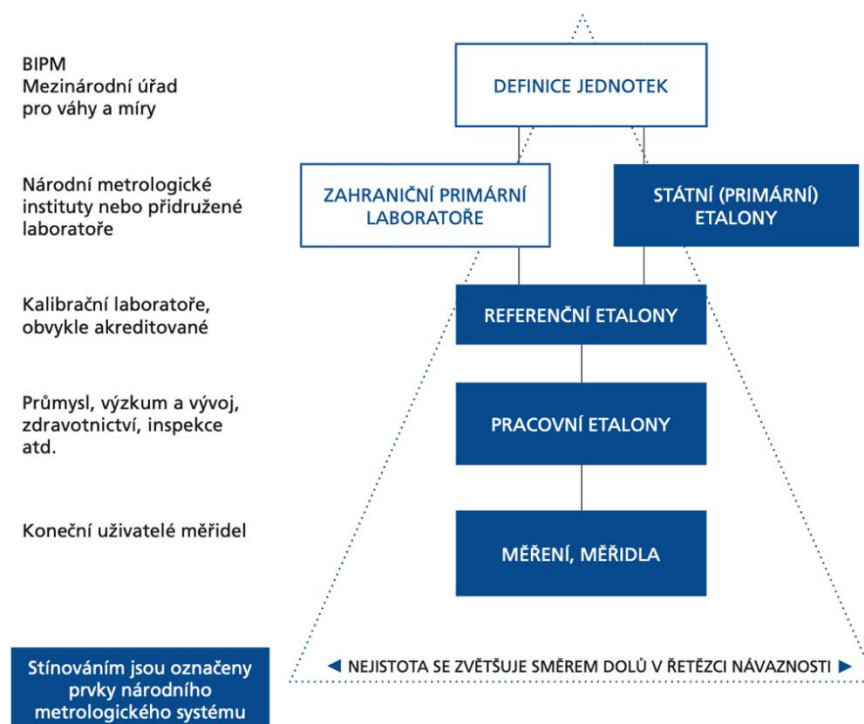 BIPM
Mezinárodní úřad
pro váhy a míry
DEFINICE JEDNOTEK
Národní metrologické
instituty nebo přidružené
laboratoře
ZAHRANIČNÍ PRIMÁRNÍ
LABORATOŘE
STÁTNÍ (PRIMÁRNÍ)
ETALONY
Kalibrační laboratoře,
obvykle akreditované
REFERENČNÍ ETALONY
Průmysl, výzkum a vývoj,
zdravotnictví, inspekce
atd.
PRACOVNÍ ETALONY
Koneční uživatelé měřidel
MĚŘENÍ, MĚŘIDLA
Stínováním jsou označeny
prvky národního
metrologického systému
◄ NEJISTOTA SE ZVĚTŠUJE SMĚREM DOLŮ V ŘETĚZCI NÁVAZNOSTI ►